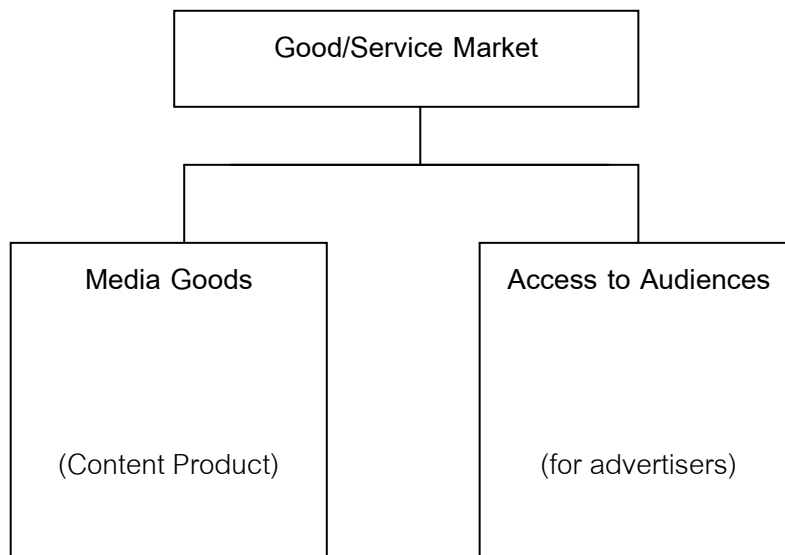 Good/Service Market
Media Goods
(Content Product)
Access to Audiences
(for advertisers)